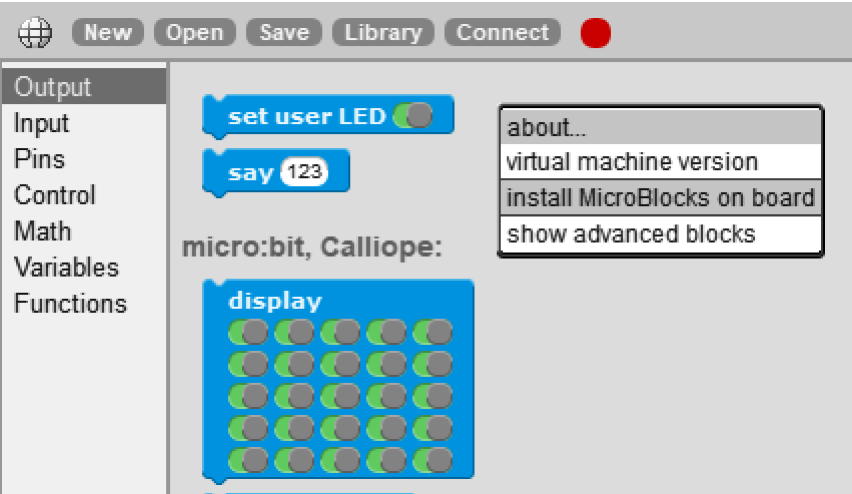 New Open Save Library Connect
Output
Input
Pins
Control
Math
Variables
Functions
set user LED
say 123
micro:bit, Calliope:
display
about...
virtual machine version
install MicroBlocks on board
show advanced blocks